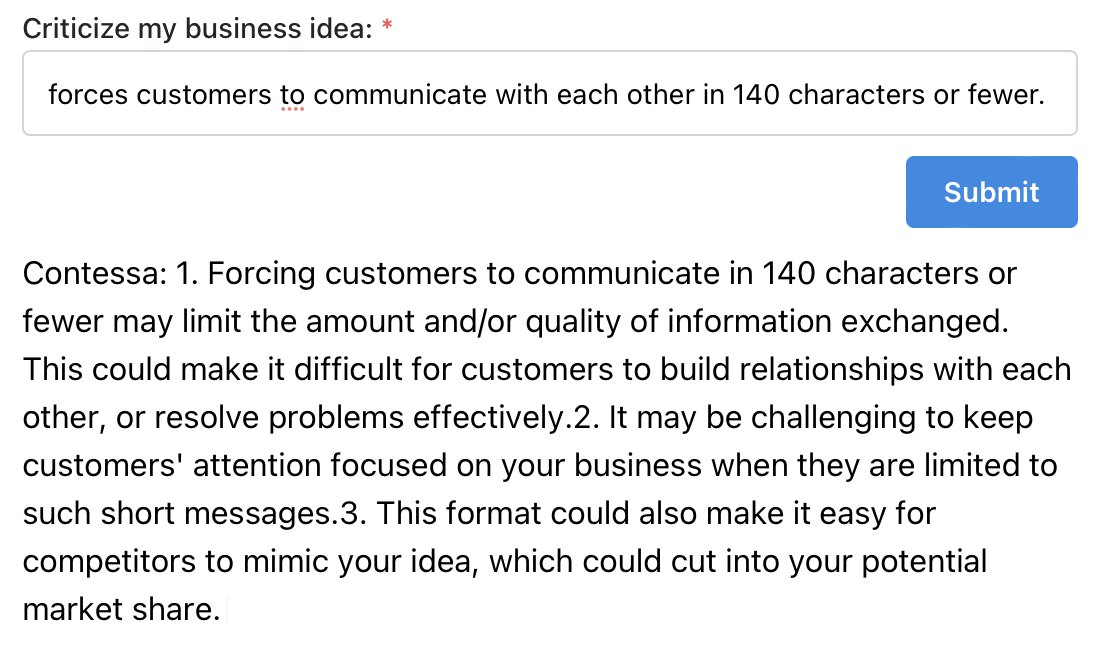 Criticize my business idea: *
forces customers to communicate with each other in 140 characters or fewer.
Submit
Contessa: 1. Forcing customers to communicate in 140 characters or
fewer may limit the amount and/or quality of information exchanged.
This could make it difficult for customers to build relationships with each
other, or resolve problems effectively.2. It may be challenging to keep
customers' attention focused on your business when they are limited to
such short messages.3. This format could also make it easy for
competitors to mimic your idea, which could cut into your potential
market share.